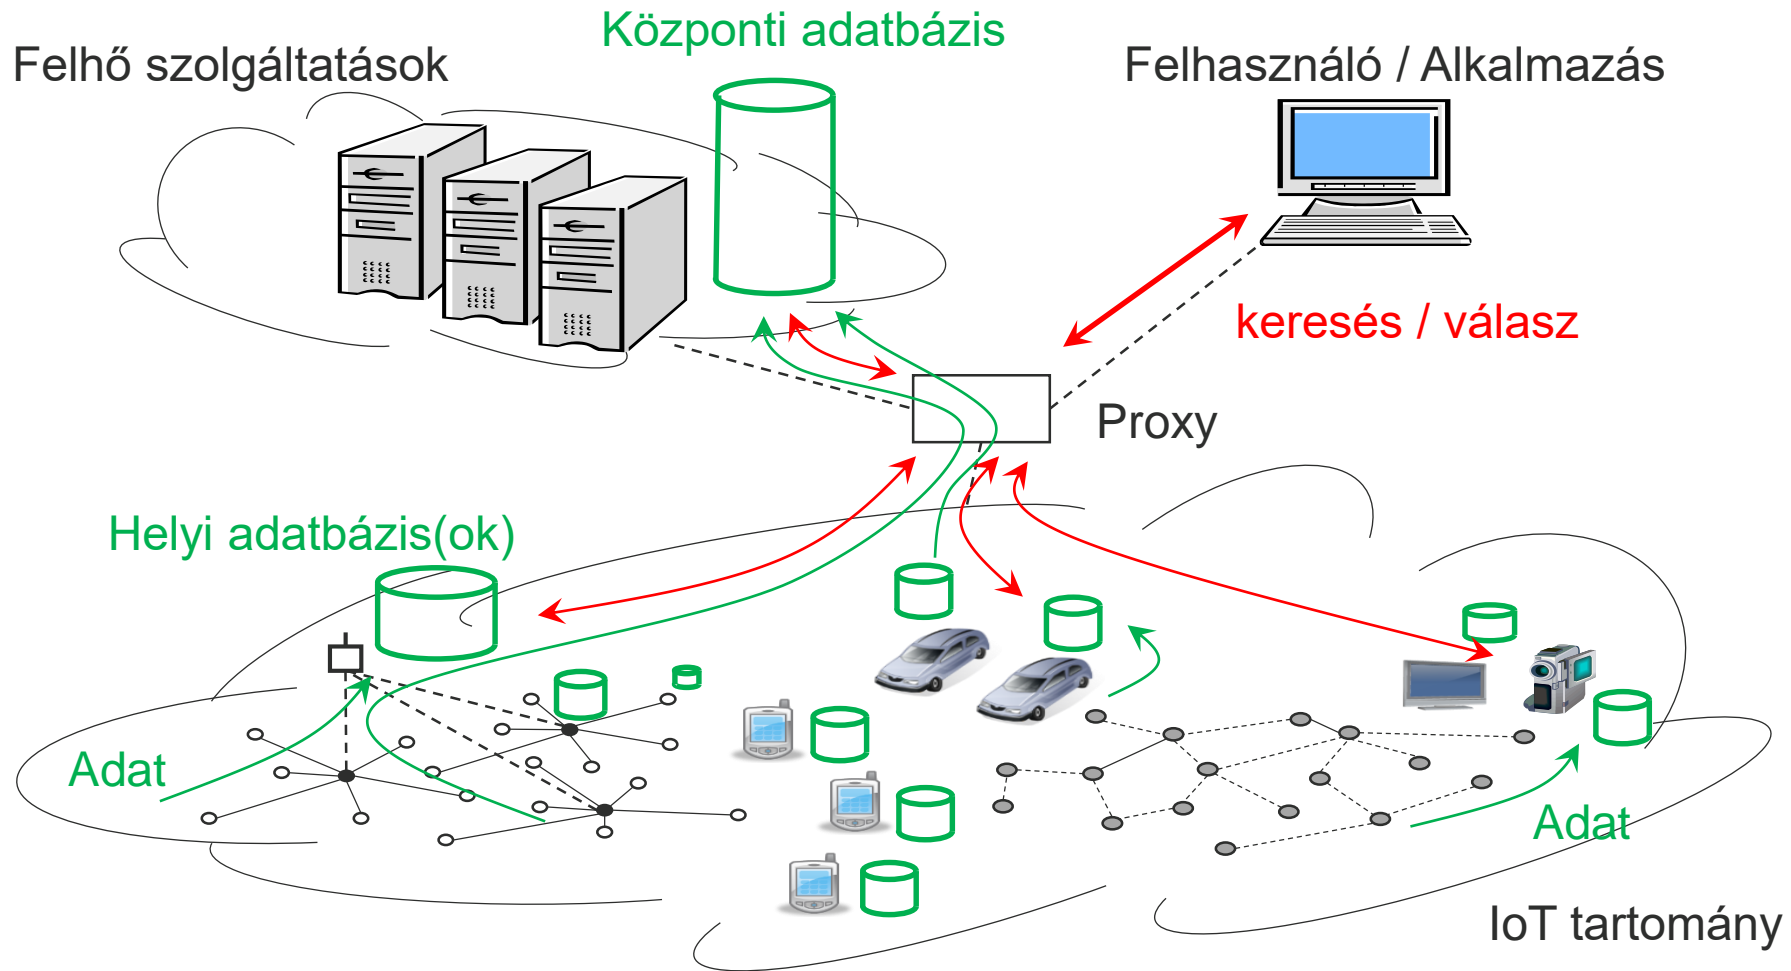 Központi adatbázis
Felhő szolgáltatások
Felhasználó / Alkalmazás
keresés / válasz
Proxy
Helyi adatbázis(ok)
Adat
Adat
IoT tartomány